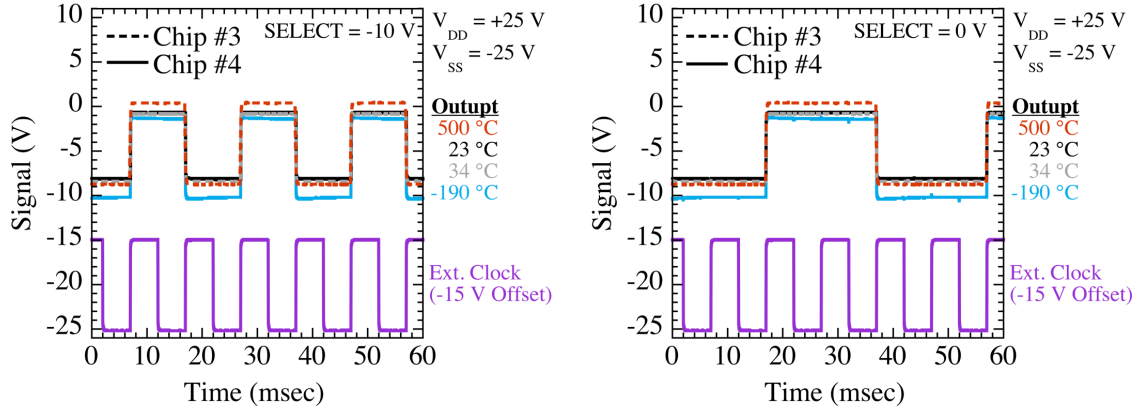 Chip #3
Chip #4
SELECT = -10 V
V_DD = +25 V
V_SS = -25 V
Outupt
500 °C
23 °C
34 °C
-190 °C
Ext. Clock
(-15 V Offset)
Signal (V)
10
5
0
-5
-10
-15
-20
-25
0 10 20 30 40 50 60
Time (msec)
Chip #3
Chip #4
SELECT = 0 V
V_DD = +25 V
V_SS = -25 V
Outupt
500 °C
23 °C
34 °C
-190 °C
Ext. Clock
(-15 V Offset)
Signal (V)
10
5
0
-5
-10
-15
-20
-25
0 10 20 30 40 50 60
Time (msec)